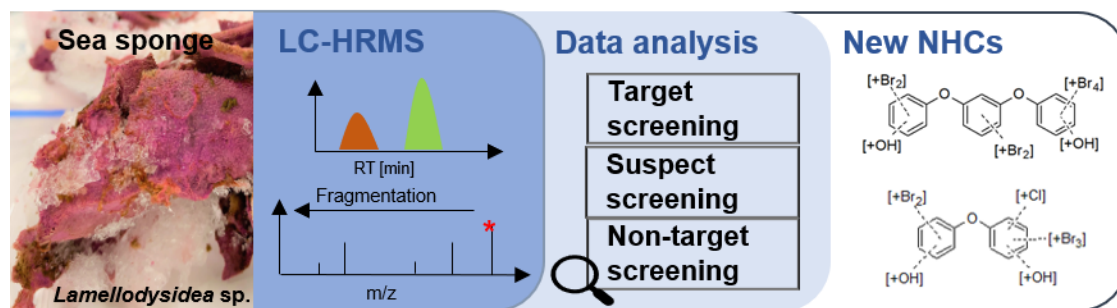 Sea sponge
Lamellodysidea sp.
LC-HRMS
RT [min]
Fragmentation
*
m/z
Data analysis
Target
screening
Suspect
screening
Non-target
screening
New NHCs
[+Br₂]
[+Br₄]
O
O
[+OH]
[+Br₂]
[+OH]
[+Br₂]
[+Cl]
O
[+Br₃]
[+OH]
[+OH]